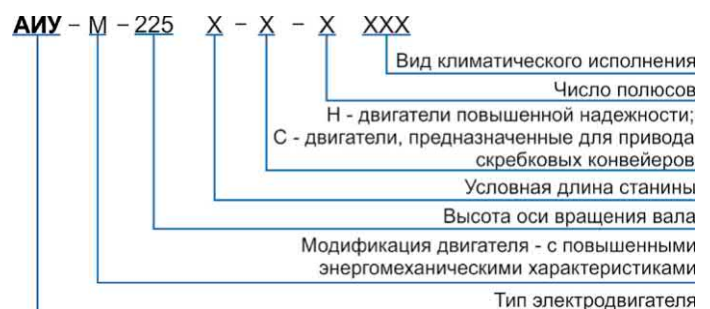 АИУ - М - 225 Х - Х - Х ХХХ
Вид климатического исполнения
Число полюсов
Н - двигатели повышенной надежности;
С - двигатели, предназначенные для привода
скребковых конвейеров
Условная длина станины
Высота оси вращения вала
Модификация двигателя - с повышенными
энергомеханическими характеристиками
Тип электродвигателя